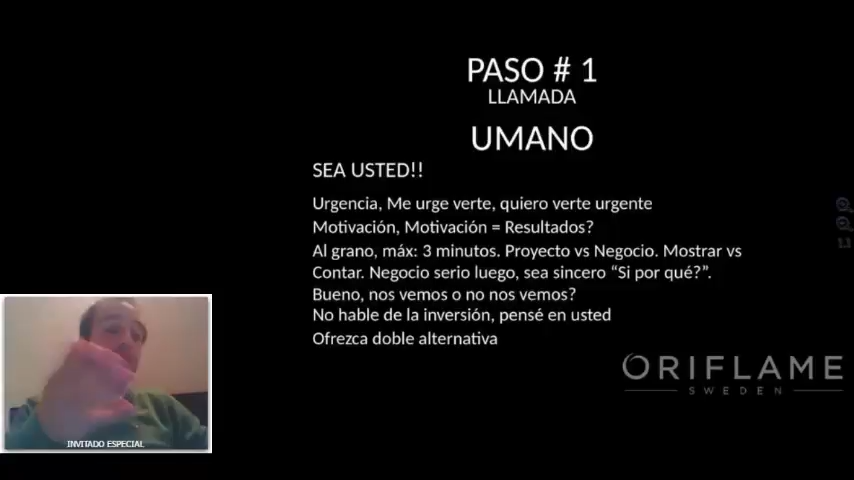 PASO # 1
LLAMADA
UMANO
SEA USTED!!
Urgencia, Me urge verte, quiero verte urgente
Motivación, Motivación = Resultados?
Al grano, máx: 3 minutos. Proyecto vs Negocio. Mostrar vs
Contar. Negocio serio luego, sea sincero “Si por qué?”.
Bueno, nos vemos o no nos vemos?
No hable de la inversión, pensé en usted
Ofrezca doble alternativa
ORIFLAME
SWEDEN
INVITADO ESPECIAL